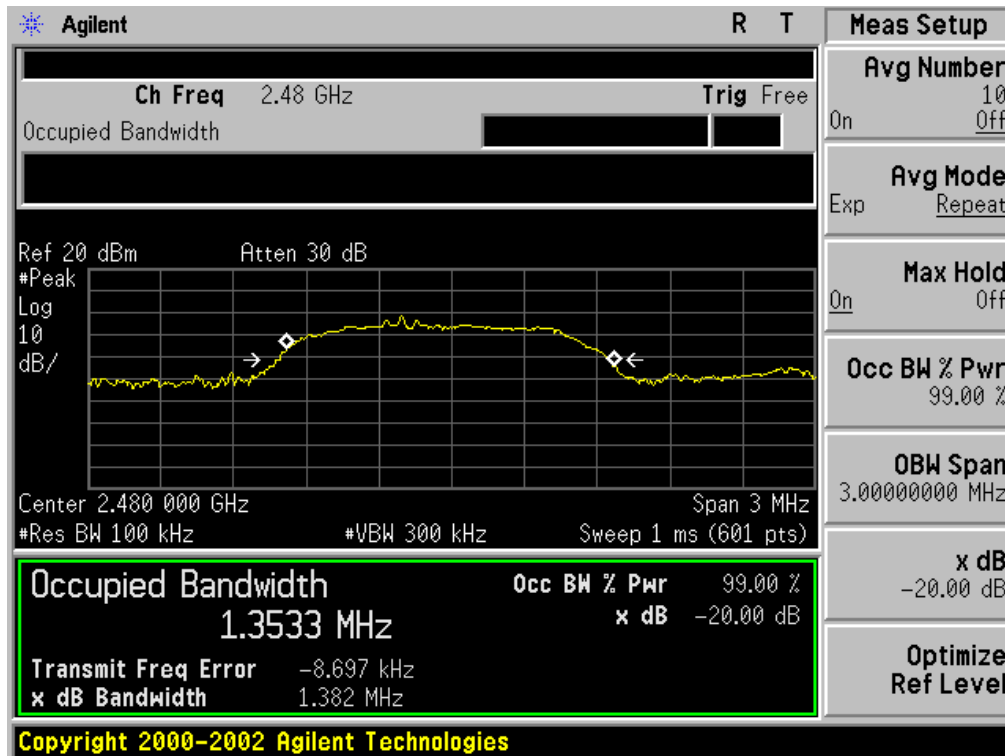 Agilent R T
Meas Setup
Ch Freq 2.48 GHz Trig Free
Occupied Bandwidth
Ref 20 dBm Atten 30 dB
#Peak
Log
10
dB/
Center 2.480 000 GHz Span 3 MHz
#Res BW 100 kHz #VBW 300 kHz Sweep 1 ms (601 pts)
Occupied Bandwidth Occ BW % Pwr 99.00 %
1.3533 MHz x dB -20.00 dB
Transmit Freq Error -8.697 kHz
x dB Bandwidth 1.382 MHz
Avg Number
10
On Off
Avg Mode
Exp Repeat
Max Hold
On Off
Occ BW % Pwr
99.00 %
OBW Span
3.00000000 MHz
x dB
-20.00 dB
Optimize
Ref Level
Copyright 2000-2002 Agilent Technologies